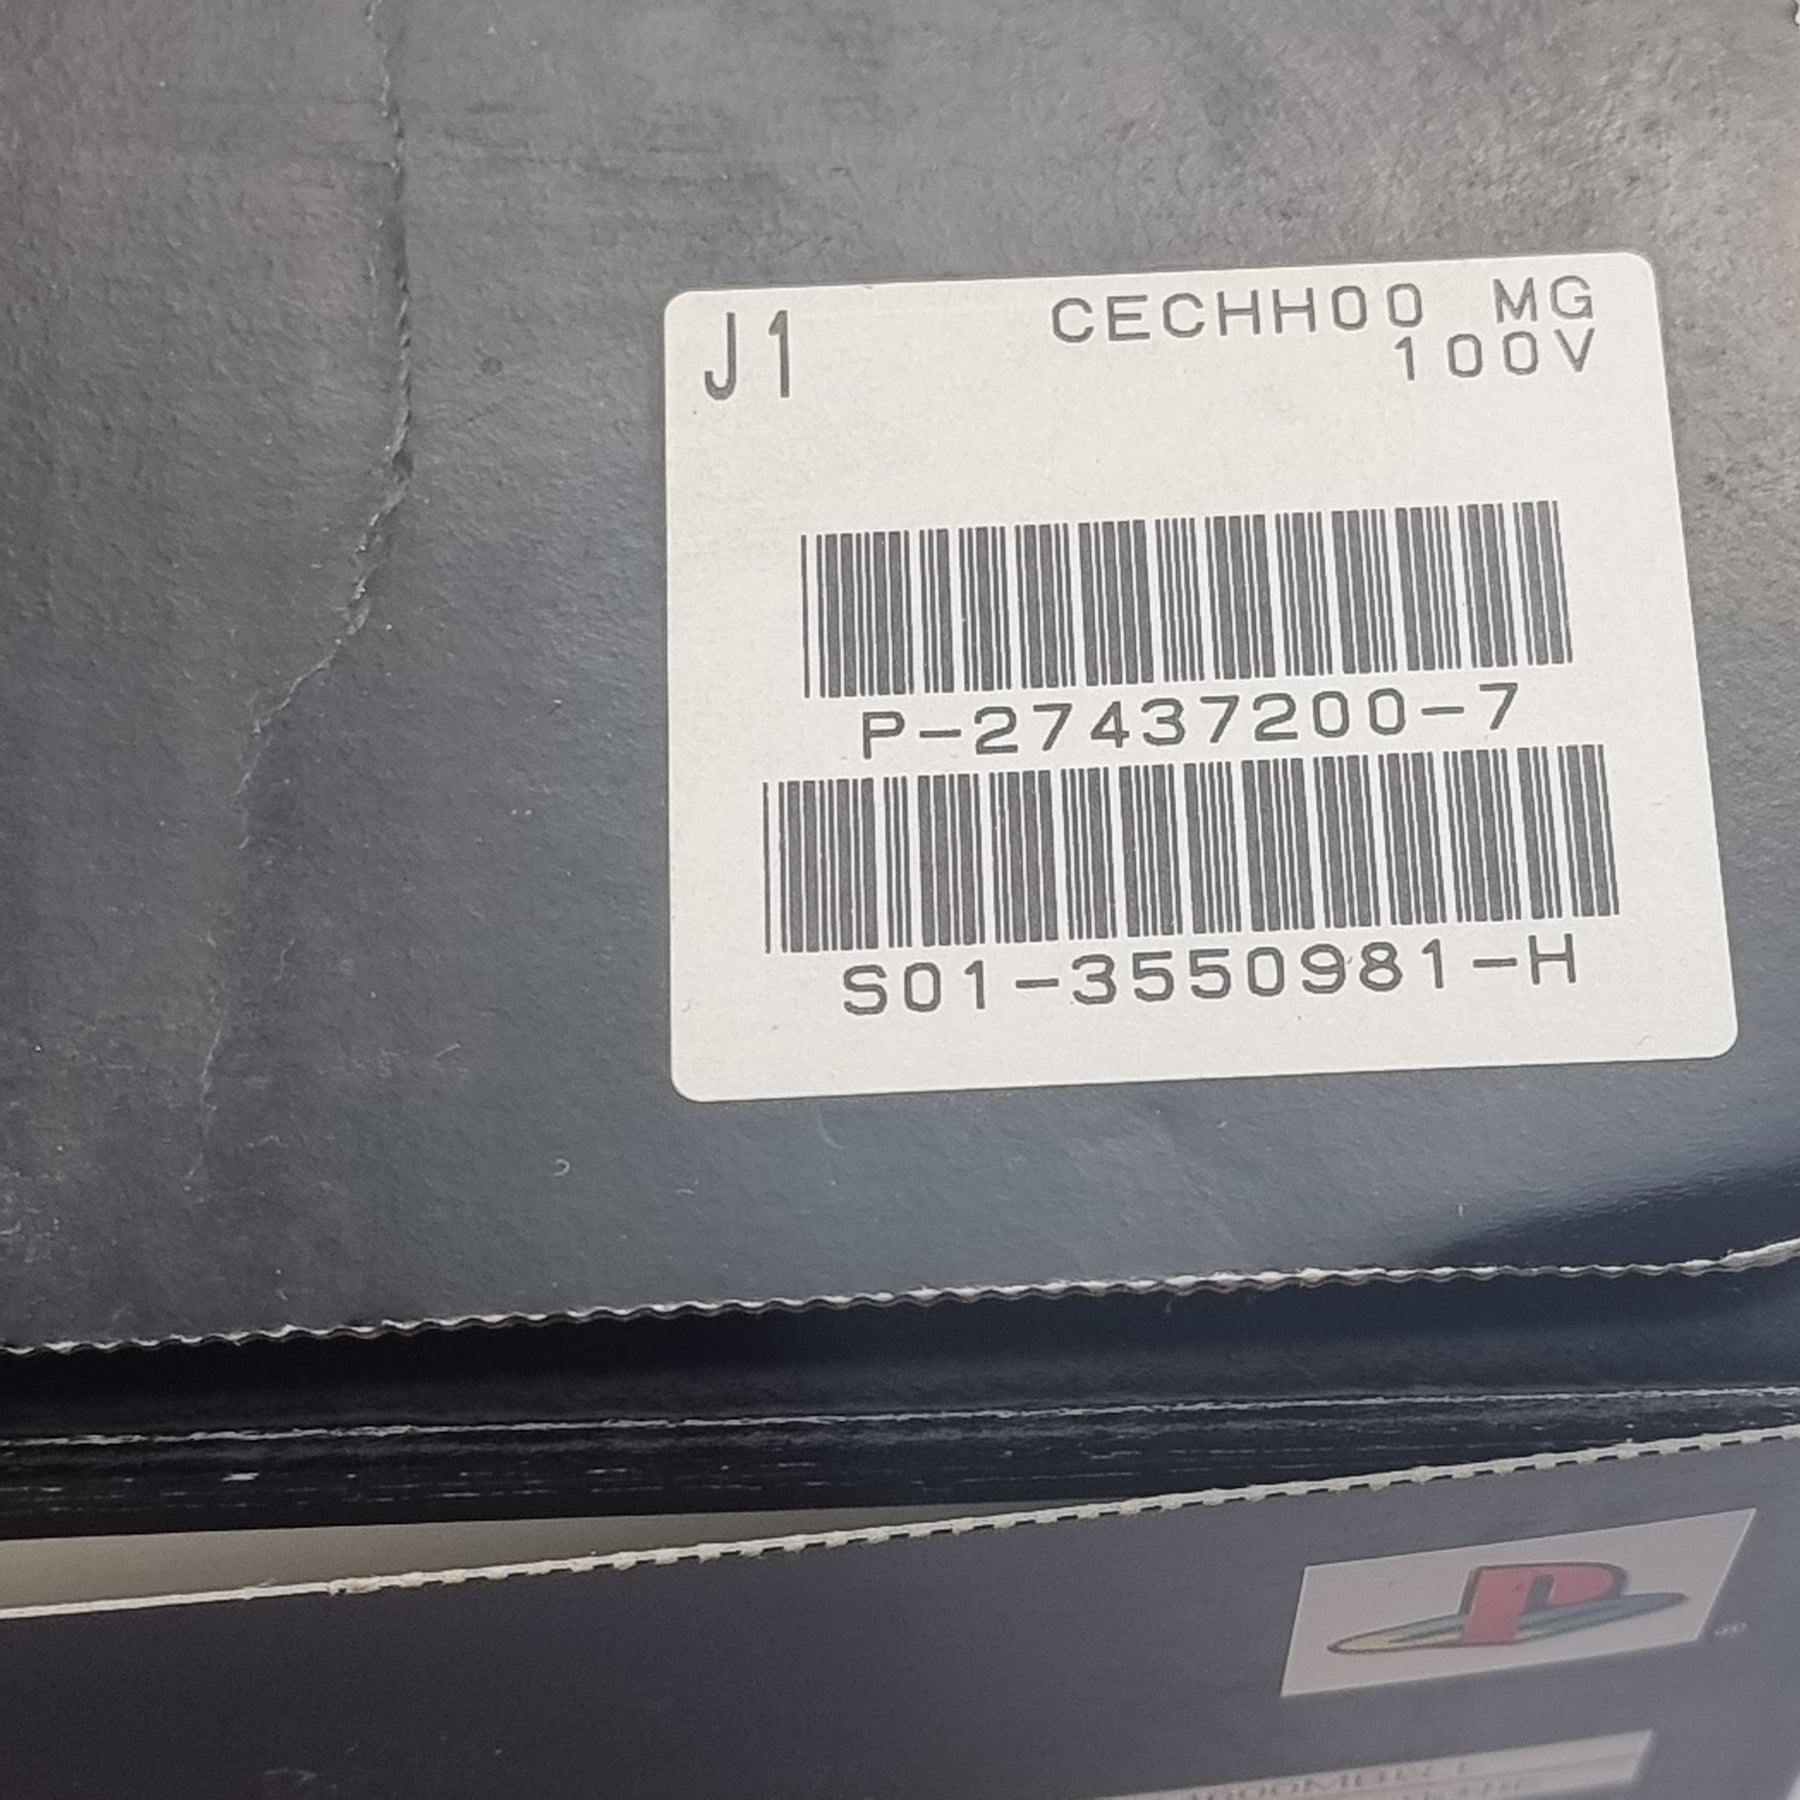 J1
CECHH00 MG
100V
P-27437200-7
S01-3550981-H